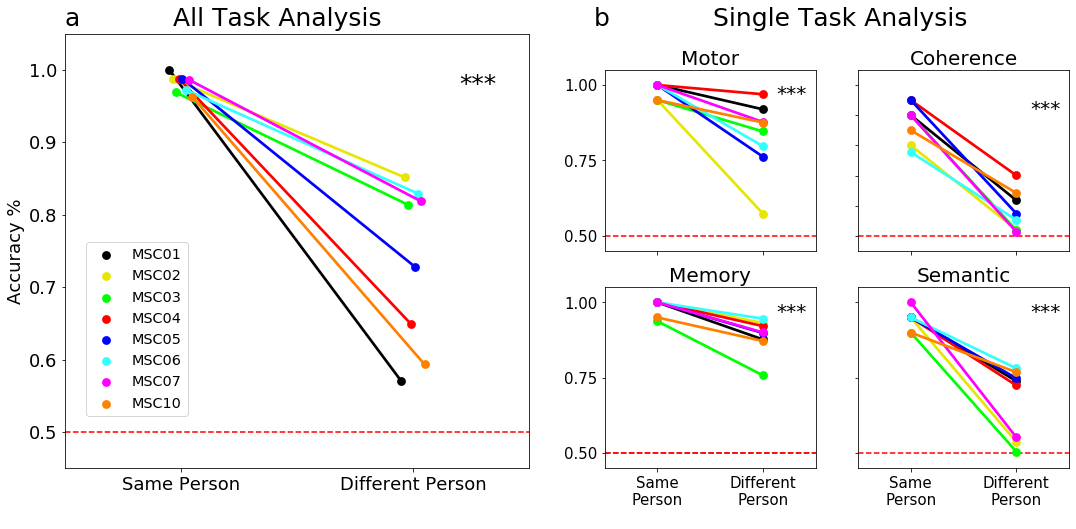 a
All Task Analysis
Accuracy %
1.0
0.9
0.8
0.7
0.6
0.5
***
MSC01
MSC02
MSC03
MSC04
MSC05
MSC06
MSC07
MSC10
Same Person
Different Person
b
Single Task Analysis
Motor
1.00
0.75
0.50
***
Coherence
***
Memory
1.00
0.75
0.50
***
Same
Person
Different
Person
Semantic
***
Same
Person
Different
Person